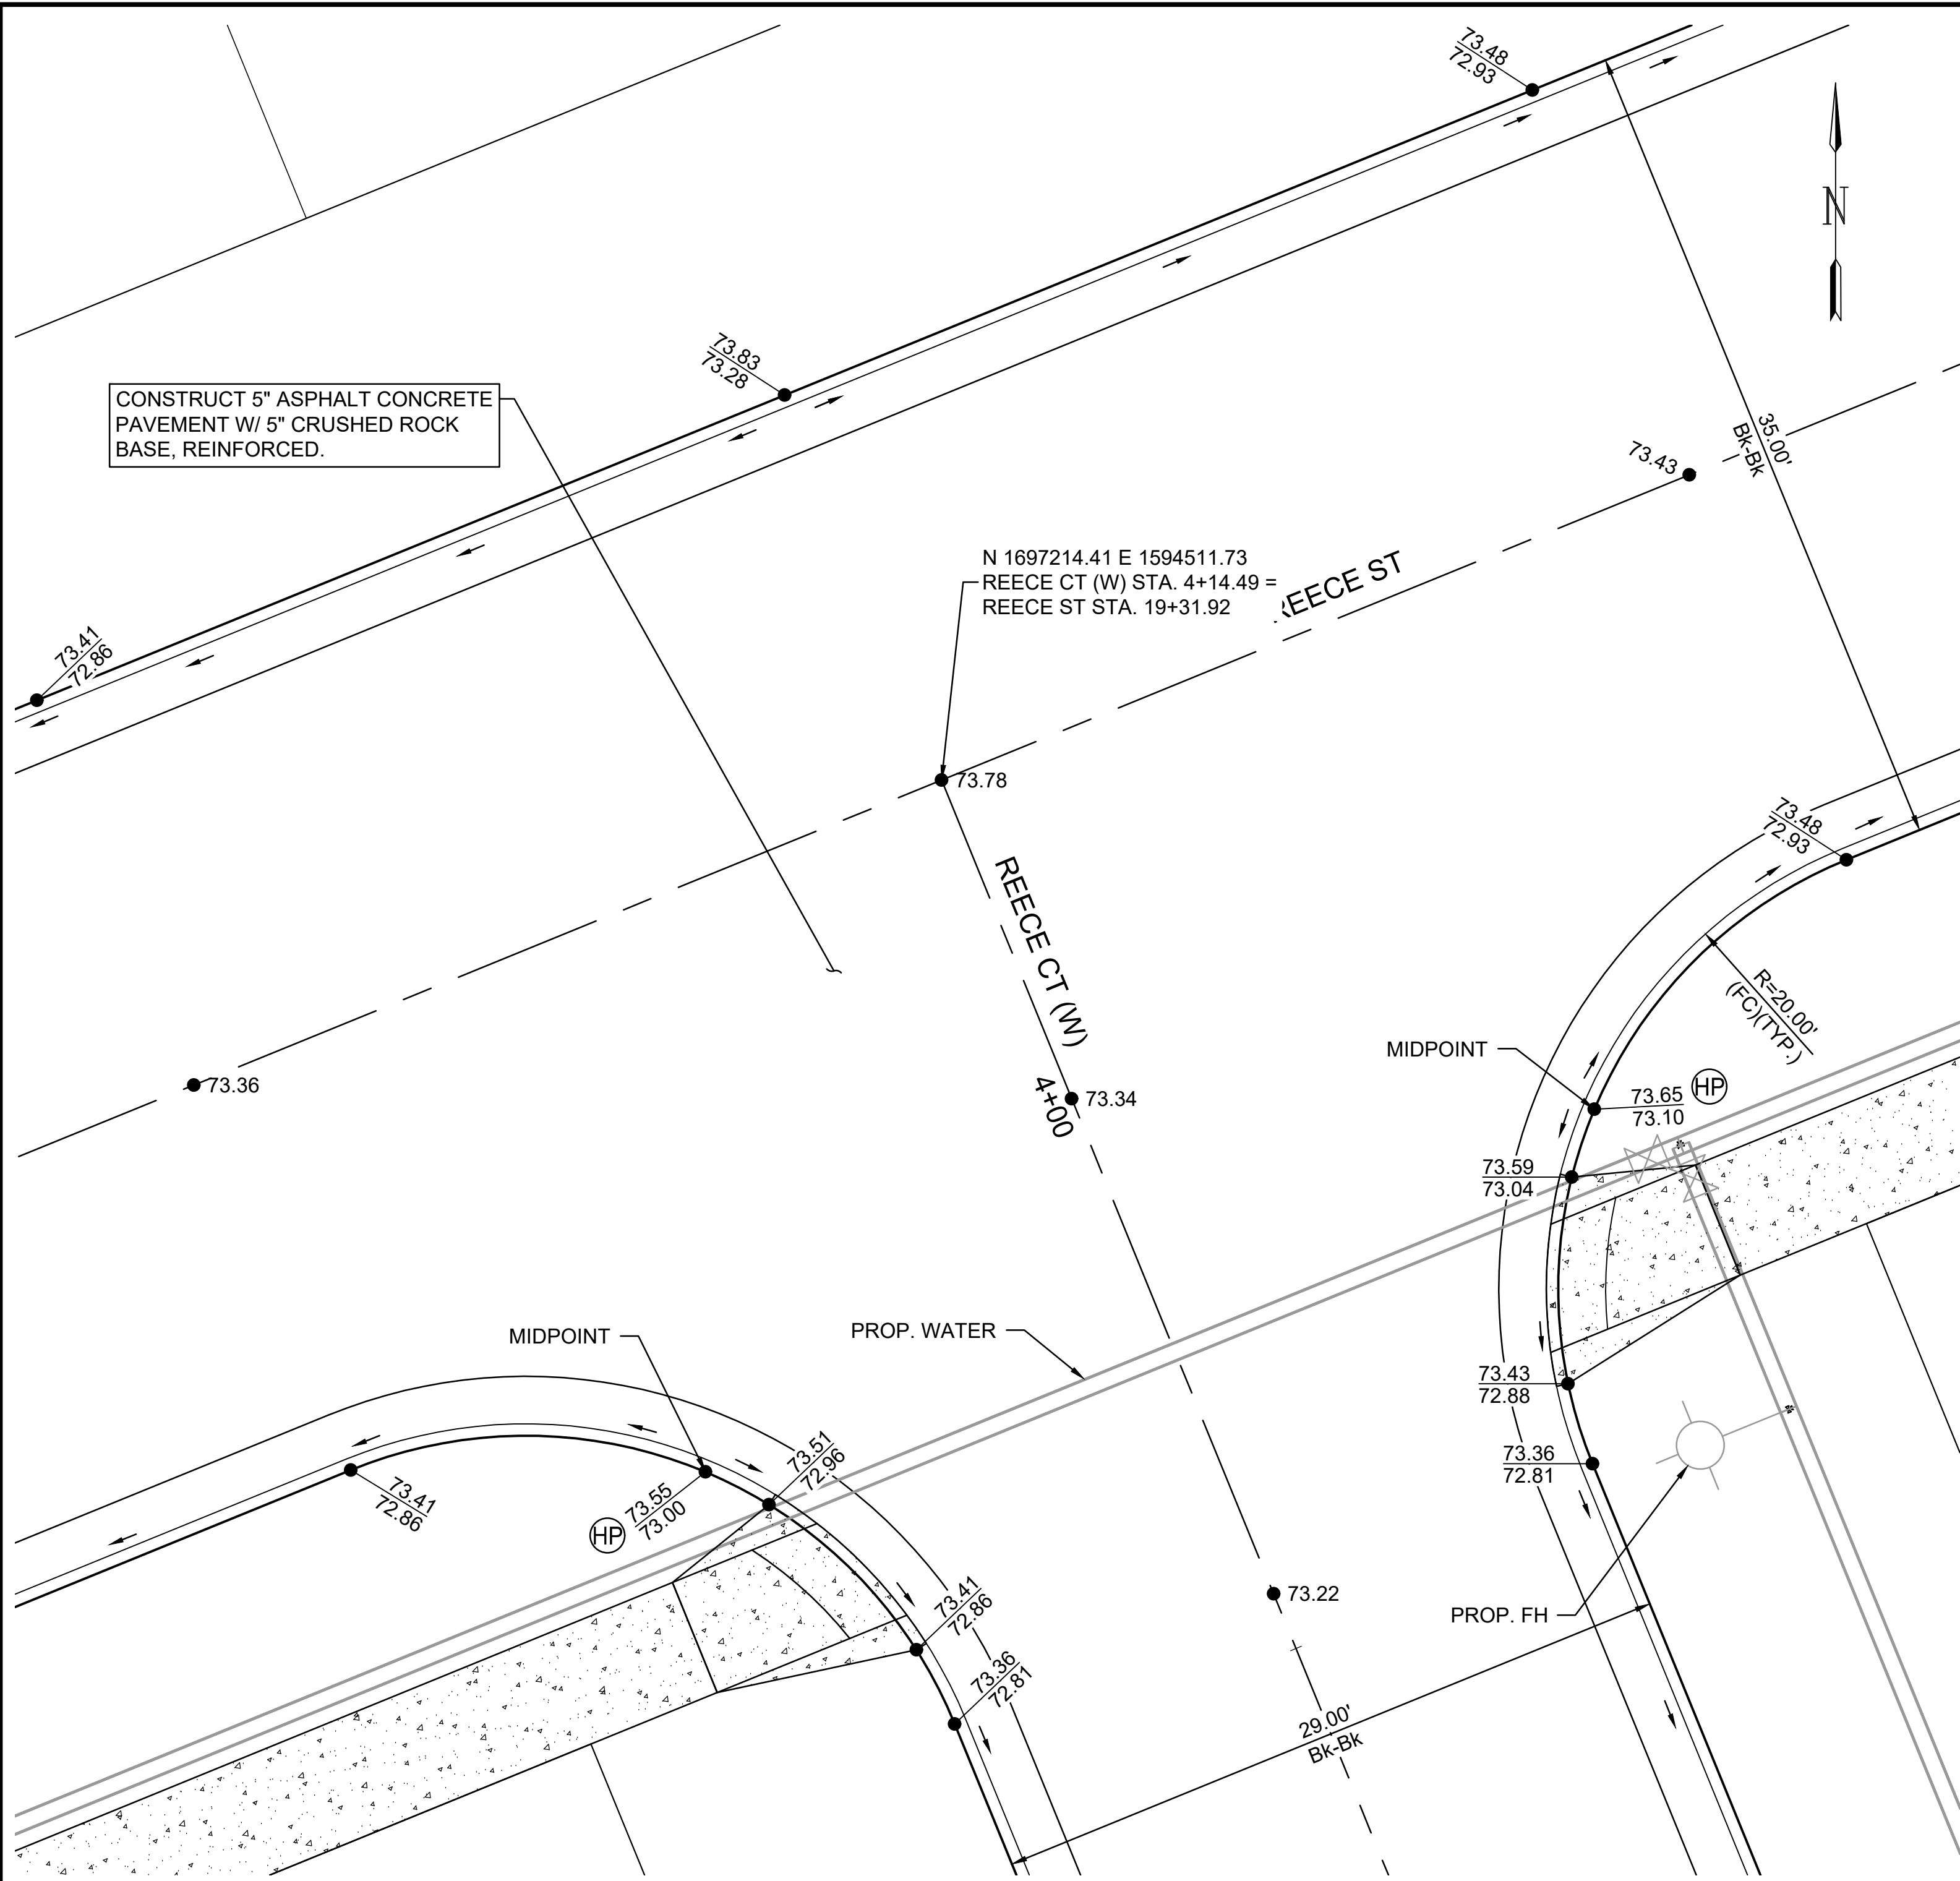 73.48
72.93
N
73.83
73.28
CONSTRUCT 5" ASPHALT CONCRETE
PAVEMENT W/ 5" CRUSHED ROCK
BASE, REINFORCED.
35.00'
Bk-Bk
73.43
N 1697214.41 E 1594511.73
REECE CT (W) STA. 4+14.49 =
REECE ST STA. 19+31.92
REECE ST
73.41
72.86
73.78
73.48
72.93
REECE CT (W)
R=20.00'
(FC)(TYP.)
MIDPOINT
73.36
73.34
4+00
73.65
73.10
HP
73.59
73.04
MIDPOINT
PROP. WATER
73.43
72.88
73.51
72.96
73.36
72.81
73.41
72.86
73.55
73.00
HP
73.41
72.86
73.22
PROP. FH
73.36
72.81
29.00'
Bk-Bk